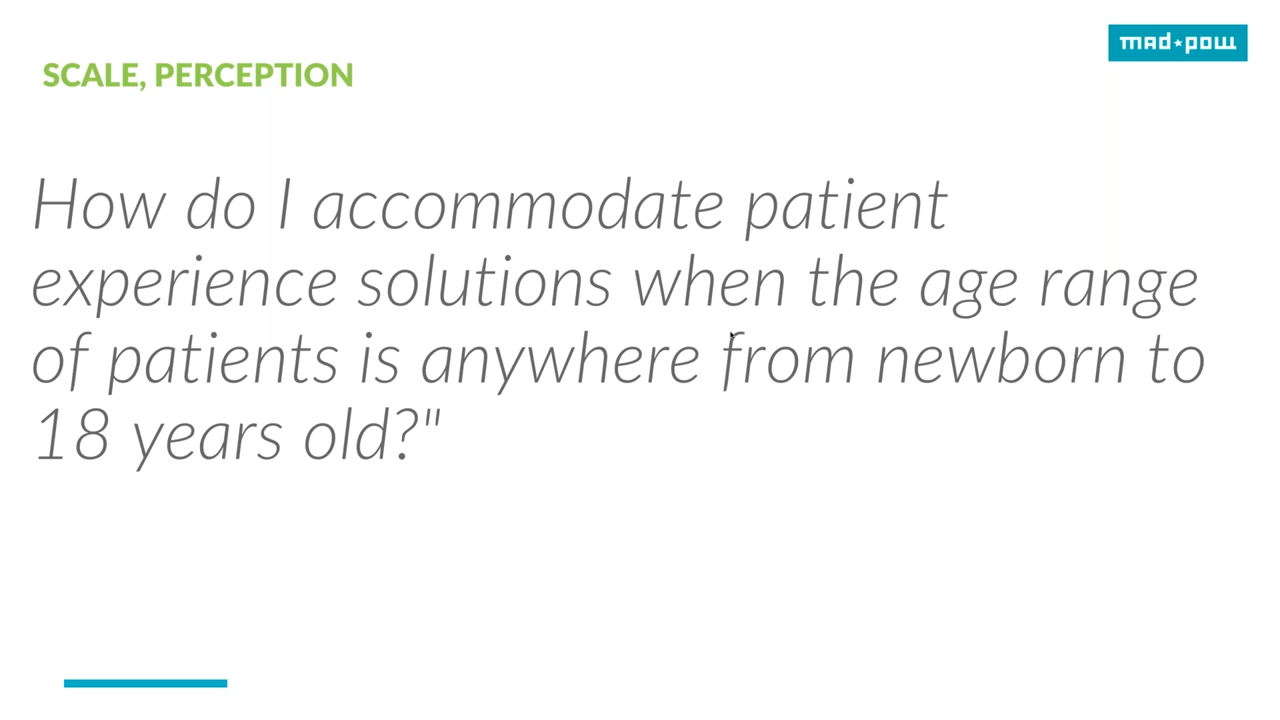 SCALE, PERCEPTION
mad★pow
How do I accommodate patient
experience solutions when the age range
of patients is anywhere from newborn to
18 years old?"